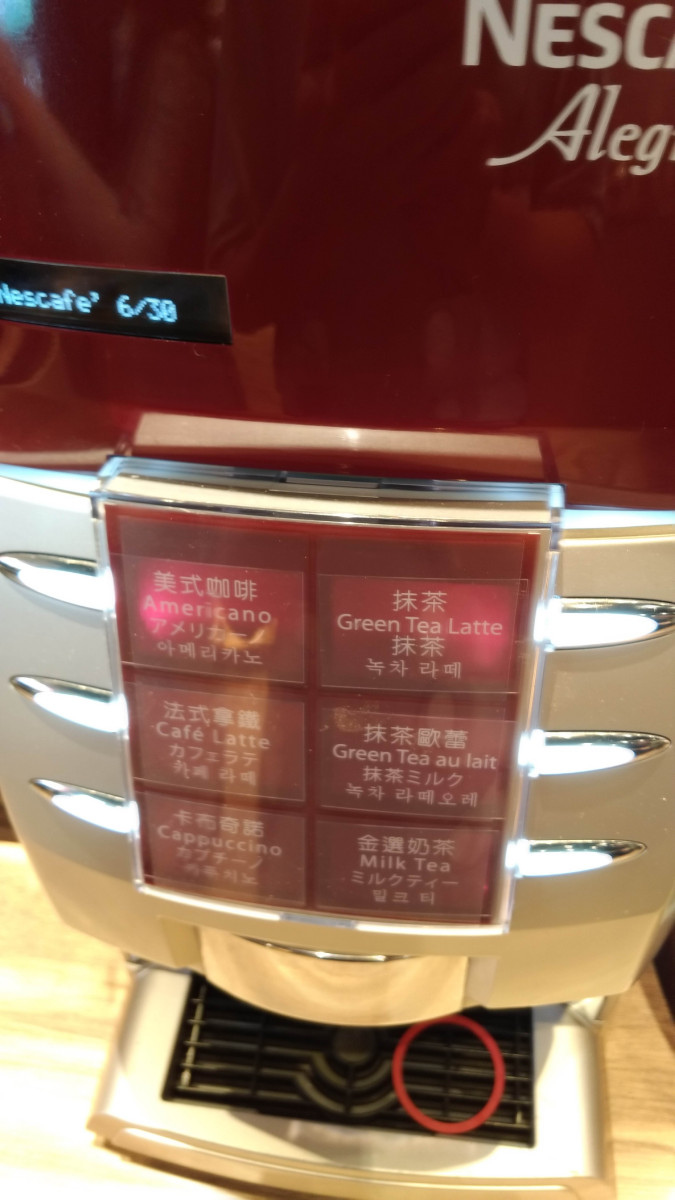 NESCA
Alegr
Nescafe' 6/30
美式咖啡
Americano
アメリカーノ
아메리카노
抹茶
Green Tea Latte
抹茶
녹차 라떼
法式拿鐵
Café Latte
カフェラテ
카페 라떼
抹茶歐蕾
Green Tea au lait
抹茶ミルク
녹차 라떼오레
卡布奇諾
Cappuccino
カプチーノ
金選奶茶
Milk Tea
ミルクティー
밀크 티